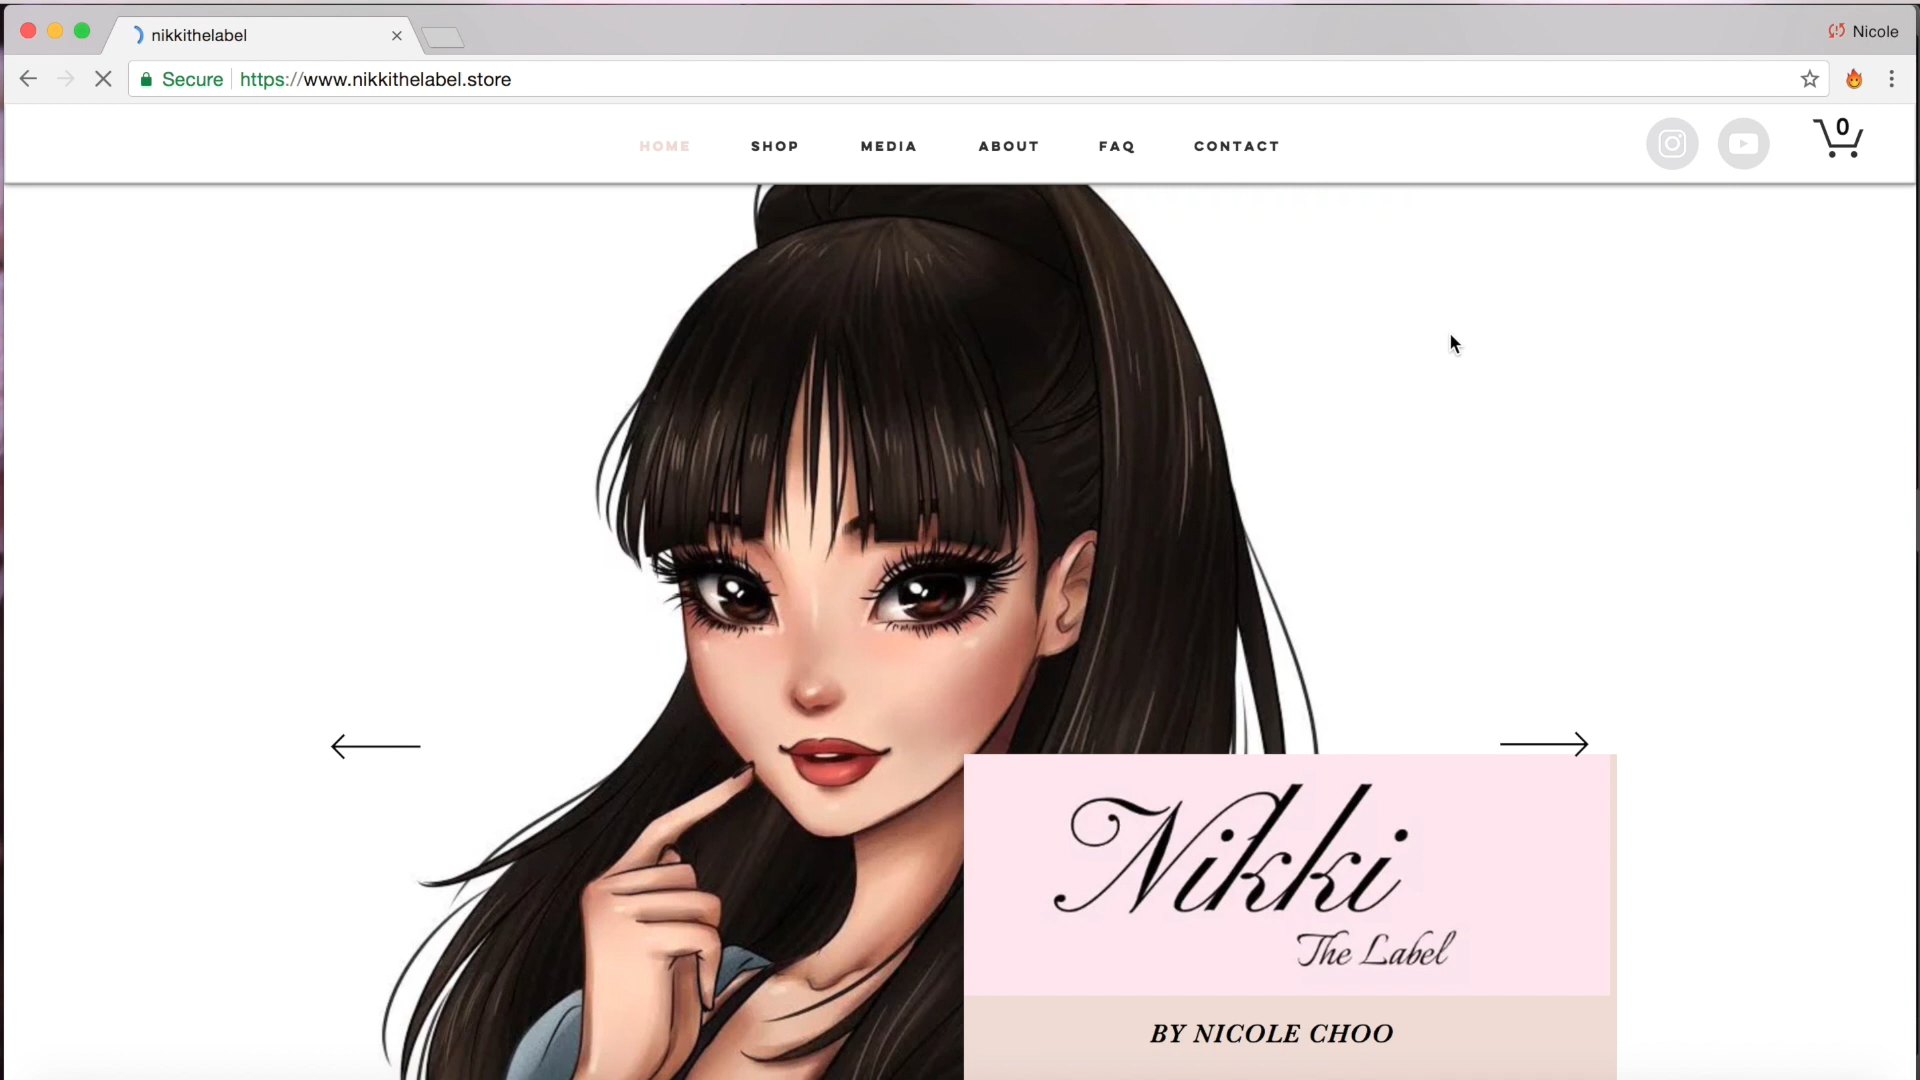 nikkithelabel
Nicole
Secure https://www.nikkithelabel.store
HOME SHOP MEDIA ABOUT FAQ CONTACT
0
Nikki
The Label
BY NICOLE CHOO